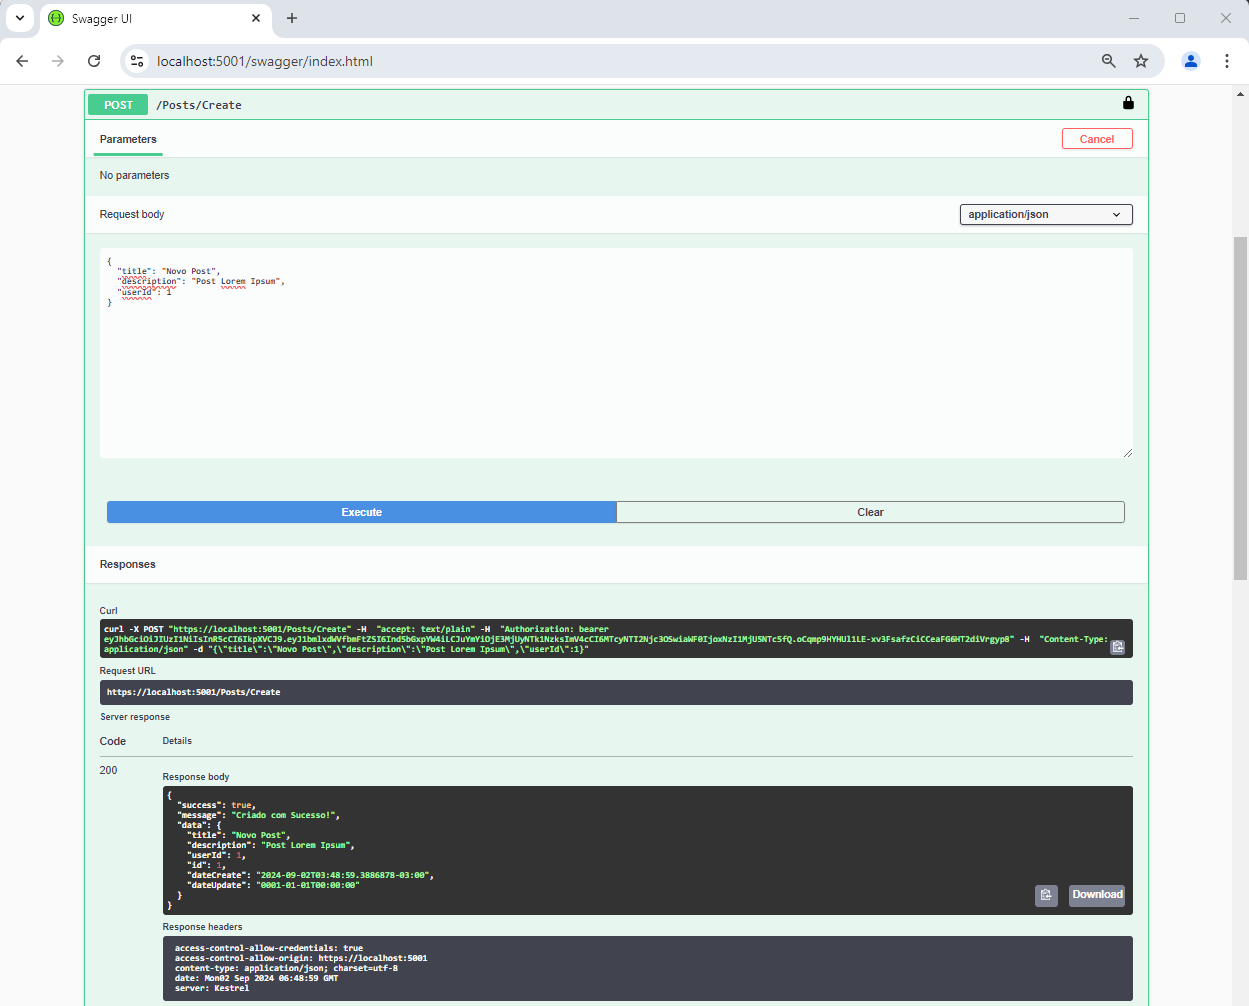 Swagger UI
localhost:5001/swagger/index.html
POST /Posts/Create
Parameters
Cancel
No parameters
Request body
application/json
{
"title": "Novo Post",
"description": "Post Lorem Ipsum",
"userId": 1
}
Execute
Clear
Responses
Curl
curl -X POST "https://localhost:5001/Posts/Create" -H "accept: text/plain" -H "Authorization: bearer
-H "Content-Type:
application/json" -d "{\"title\":\"Novo Post\",\"description\":\"Post Lorem Ipsum\",\"userId\":1}"
Request URL
https://localhost:5001/Posts/Create
Server response
Code Details
200
Response body
{
"success": true,
"message": "Criado com Sucesso!",
"data": {
"title": "Novo Post",
"description": "Post Lorem Ipsum",
"userId": 1,
"id": 1,
"dateCreate": "2024-09-02T03:48:59.3886878-03:00",
"dateUpdate": "0001-01-01T00:00:00"
}
}
Download
Response headers
access-control-allow-credentials: true
access-control-allow-origin: https://localhost:5001
content-type: application/json; charset=utf-8
date: Mon02 Sep 2024 06:48:59 GMT
server: Kestrel